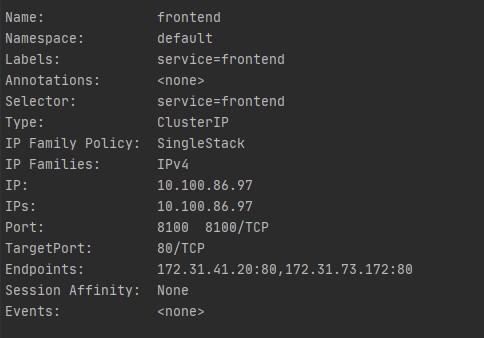 Name: frontend
Namespace: default
Labels: service=frontend
Annotations: <none>
Selector: service=frontend
Type: ClusterIP
IP Family Policy: SingleStack
IP Families: IPv4
IP: 10.100.86.97
IPs: 10.100.86.97
Port: 8100  8100/TCP
TargetPort: 80/TCP
Endpoints: 172.31.41.20:80,172.31.73.172:80
Session Affinity: None
Events: <none>